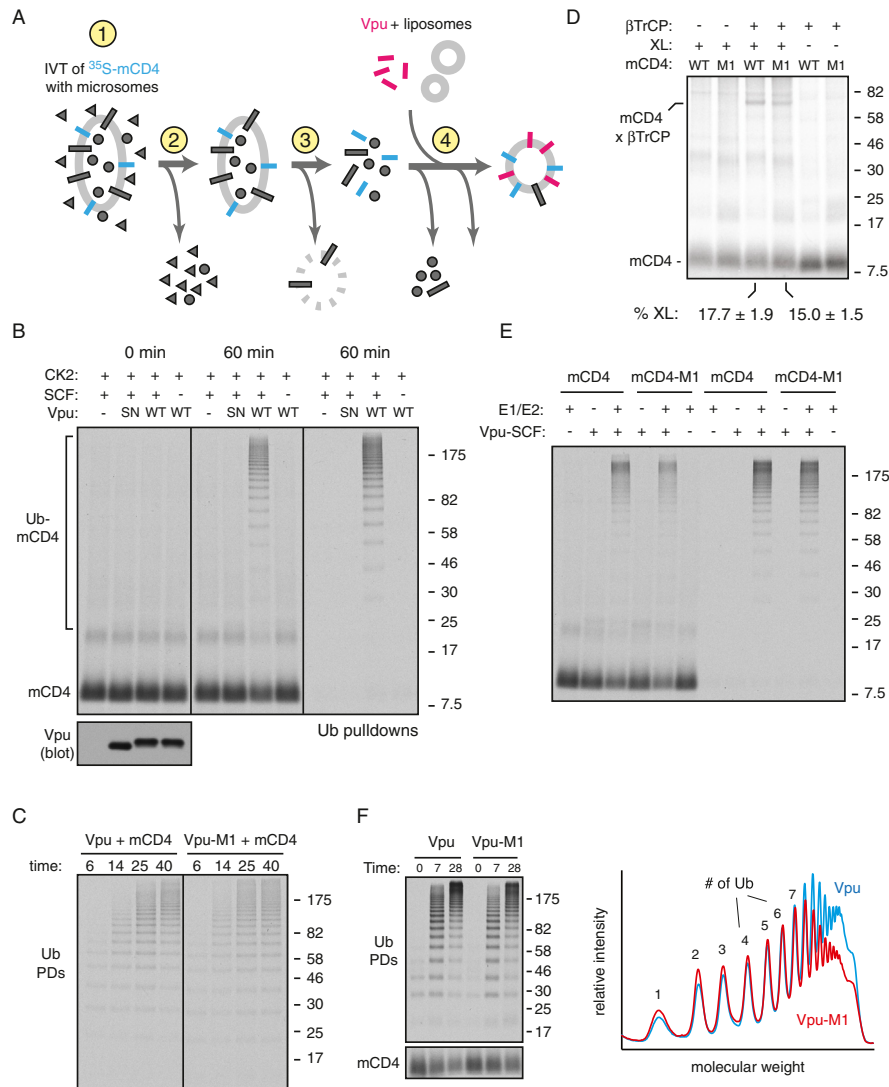 A
1
IVT of 35S-mCD4
with microsomes
2
3
Vpu + liposomes
4
B
0 min 60 min 60 min
CK2: + + + + + + + + + + + +
SCF: + + + - + + + - + + + -
Vpu: - SN WT WT - SN WT WT - SN WT WT
Ub-
mCD4
mCD4
175
82
58
46
30
25
17
7.5
Vpu
(blot)
Ub pulldowns
C
Vpu + mCD4 Vpu-M1 + mCD4
time: 6 14 25 40 6 14 25 40
Ub
PDs
175
82
58
46
30
25
17
D
βTrCP: - - + + + +
XL: + + + + - -
mCD4: WT M1 WT M1 WT M1
mCD4
x βTrCP
mCD4 -
82
58
46
30
25
17
7.5
% XL: 17.7 ± 1.9 15.0 ± 1.5
E
mCD4 mCD4-M1 mCD4 mCD4-M1
E1/E2: + - + - + + + - + - + +
Vpu-SCF: - + + + + - - + + + + -
175
82
58
46
30
25
17
7.5
F
Vpu Vpu-M1
Time: 0 7 28 0 7 28
Ub
PDs
175
82
58
46
30
25
17
mCD4
# of Ub
1
2
3
4
5
6
7
Vpu
Vpu-M1
relative intensity
molecular weight